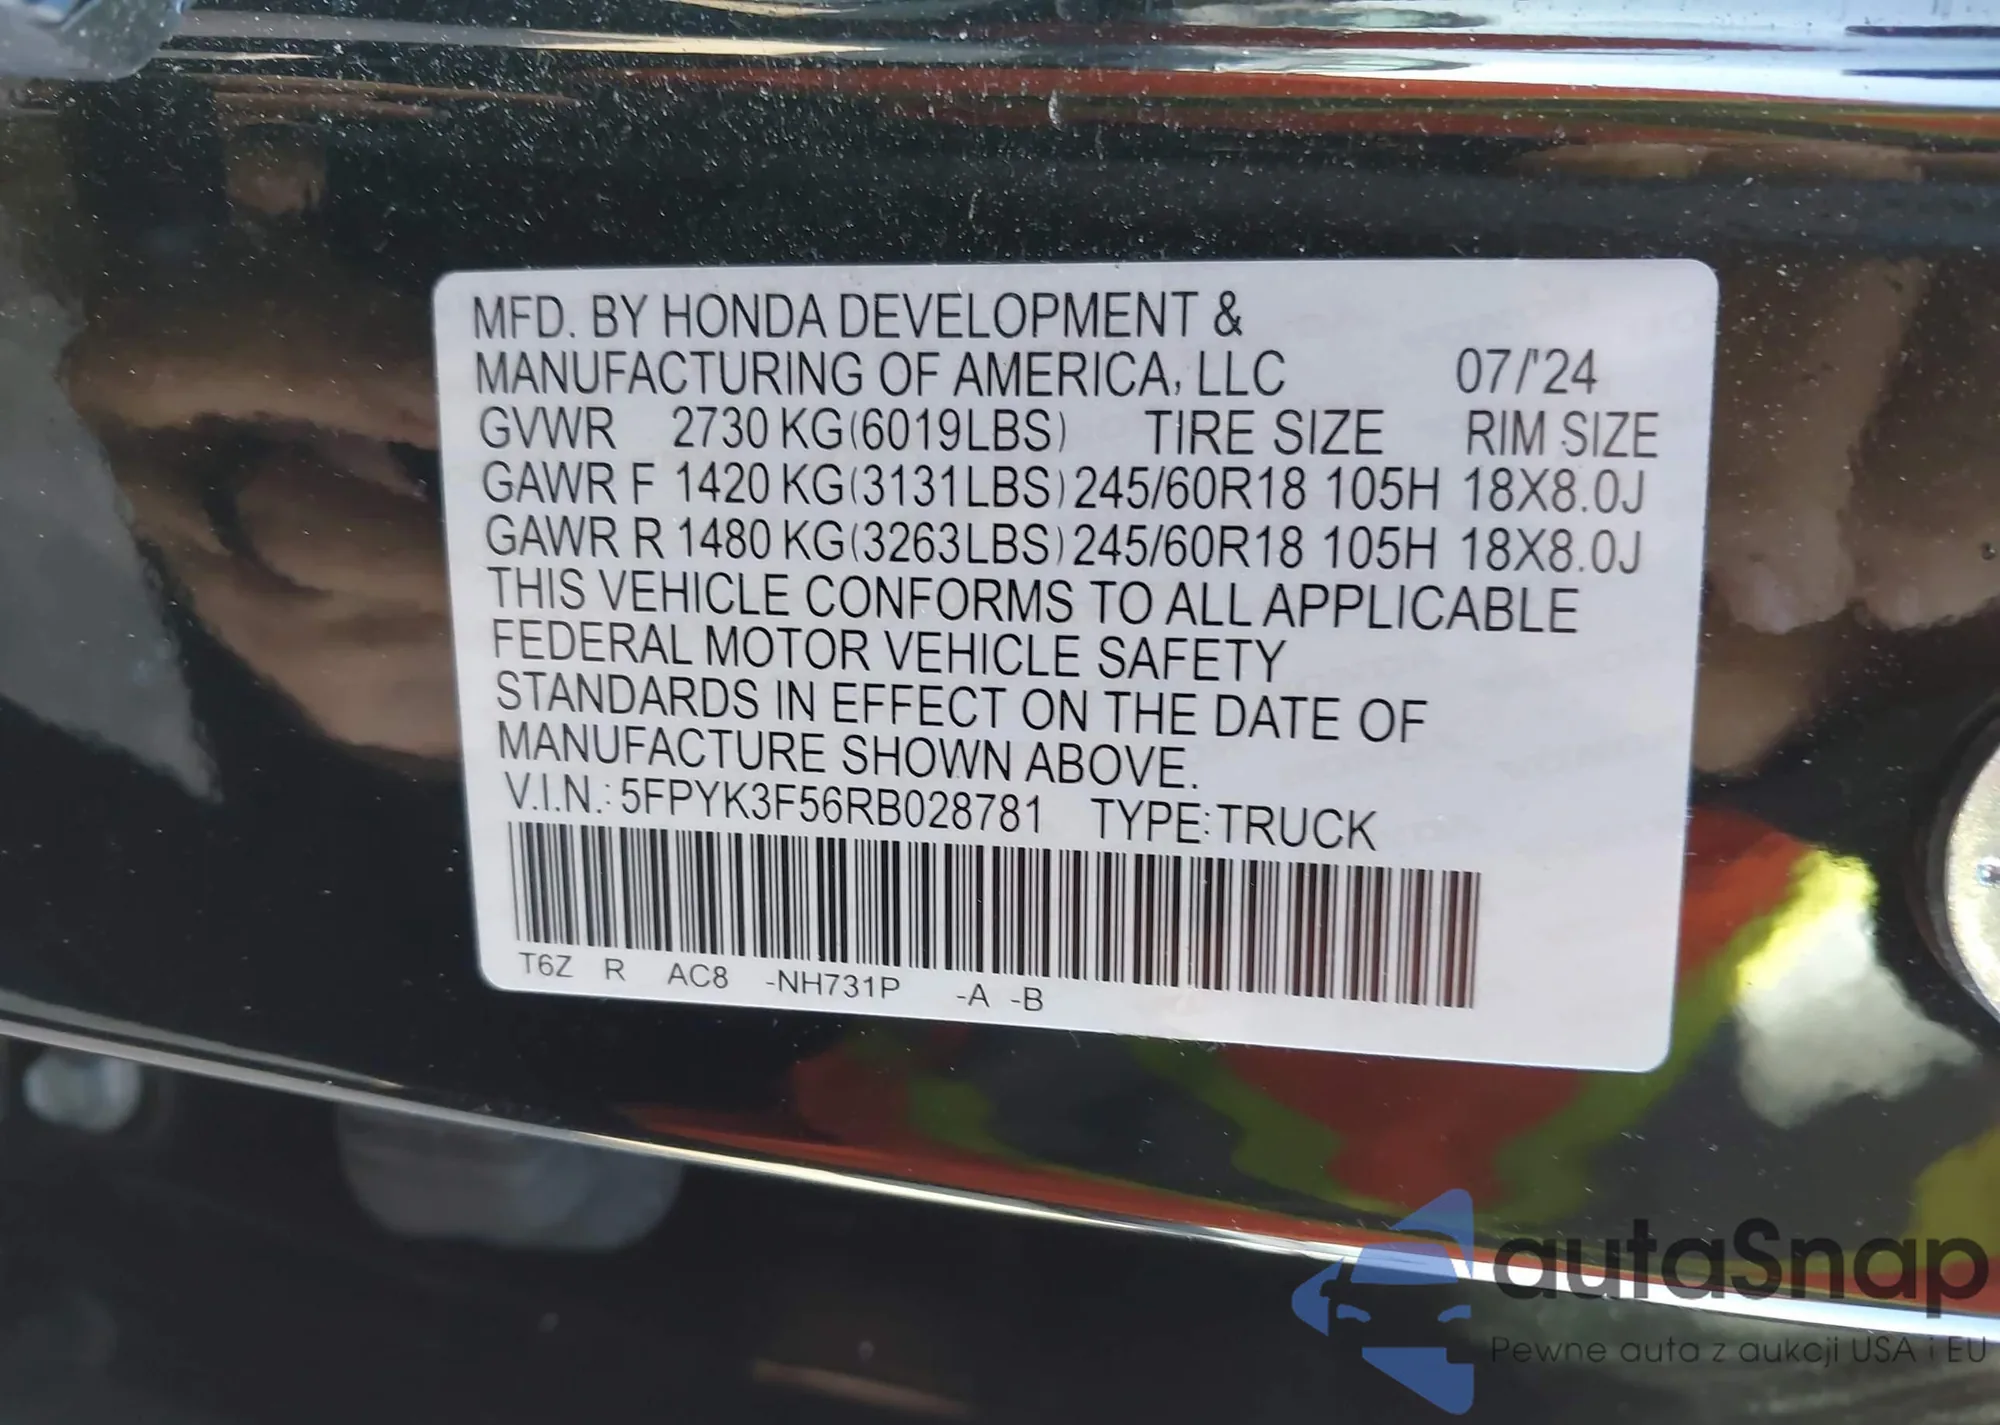 MFD. BY HONDA DEVELOPMENT &
MANUFACTURING OF AMERICA, LLC 07/'24
GVWR 2730 KG(6019LBS) TIRE SIZE RIM SIZE
GAWR F 1420 KG(3131LBS) 245/60R18 105H 18X8.0J
GAWR R 1480 KG(3263LBS) 245/60R18 105H 18X8.0J
THIS VEHICLE CONFORMS TO ALL APPLICABLE
FEDERAL MOTOR VEHICLE SAFETY
STANDARDS IN EFFECT ON THE DATE OF
MANUFACTURE SHOWN ABOVE.
V.I.N.: 5FPYK3F56RB028781 TYPE: TRUCK
T6Z R AC8 -NH731P -A -B
autaSnap
Pewne auta z aukcji USA i EU